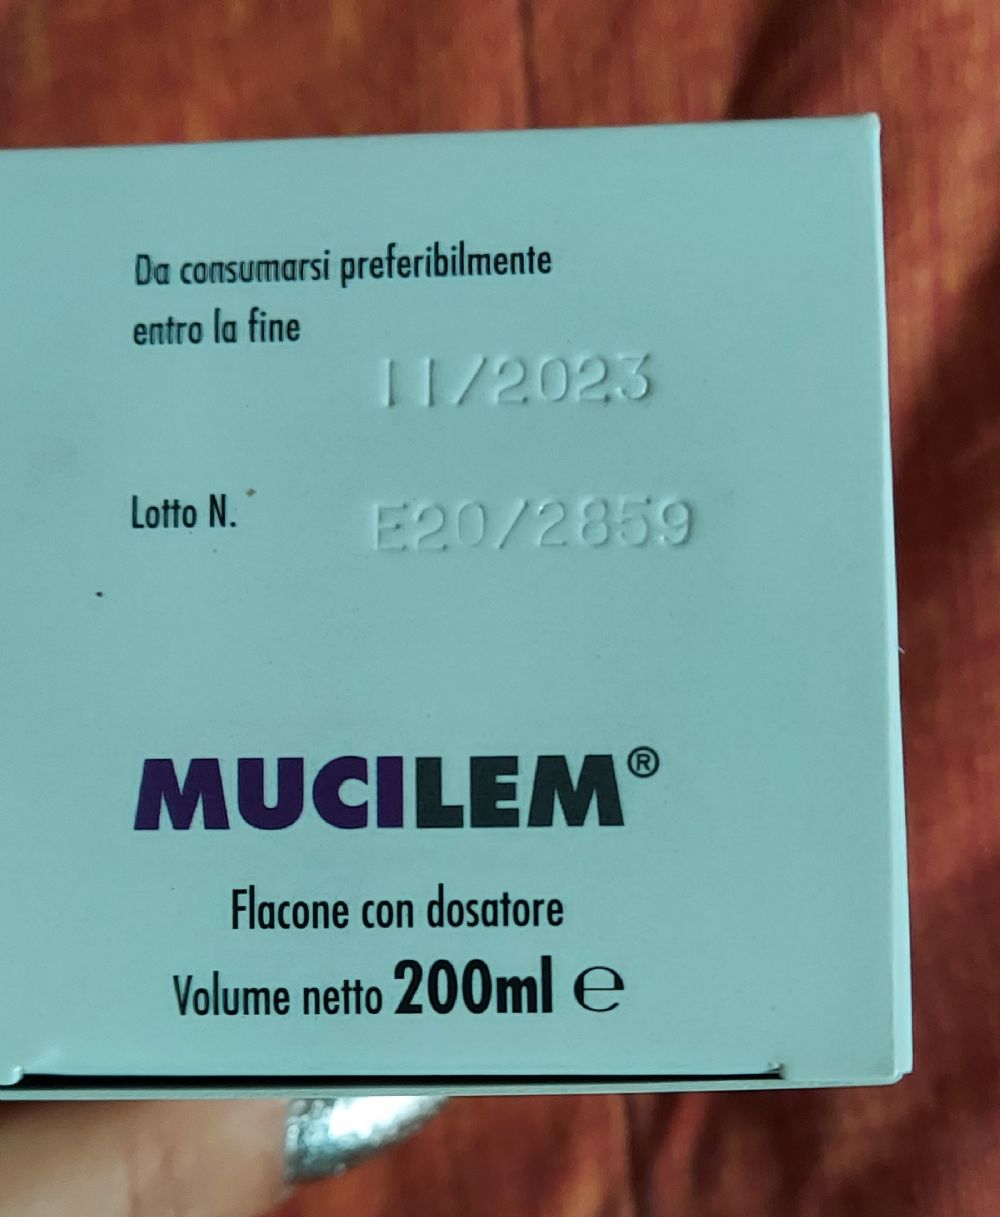 Da consumarsi preferibilmente
entro la fine
11/2023
Lotto N.
E20/2859
MUCILEM®
Flacone con dosatore
Volume netto 200ml ℮